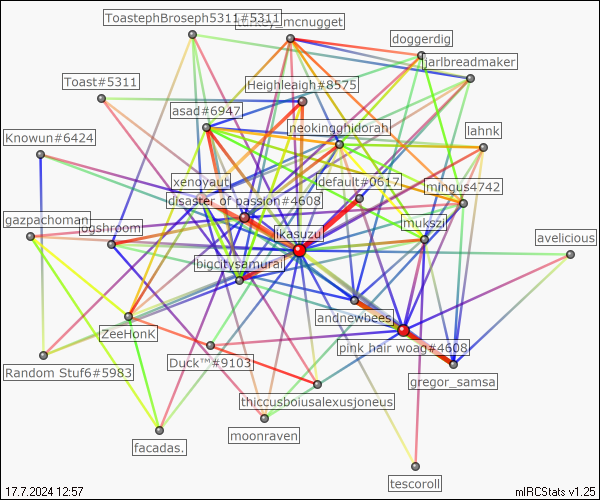 ToastephBroseph5311#5311
turkey_mcnugget
doggerdig
jarlbreadmaker
Toast#5311
Heighleaigh#8575
asad#6947
neokingghidorah
Knowun#6424
lahnk
xenoyaut
default#0617
mingus4742
disaster of passion#4608
gazpachoman
ogshroom
ikasuzu
mukszi
avelicious
bigcitysamurai
andnewbees
ZeeHonK
pink hair woag#4608
Random Stuf6#5983
Duck™#9103
gregor_samsa
thiccusboiusalexusjoneus
moonraven
facadas.
tescoroll
17.7.2024 12:57
mIRCStats v1.25